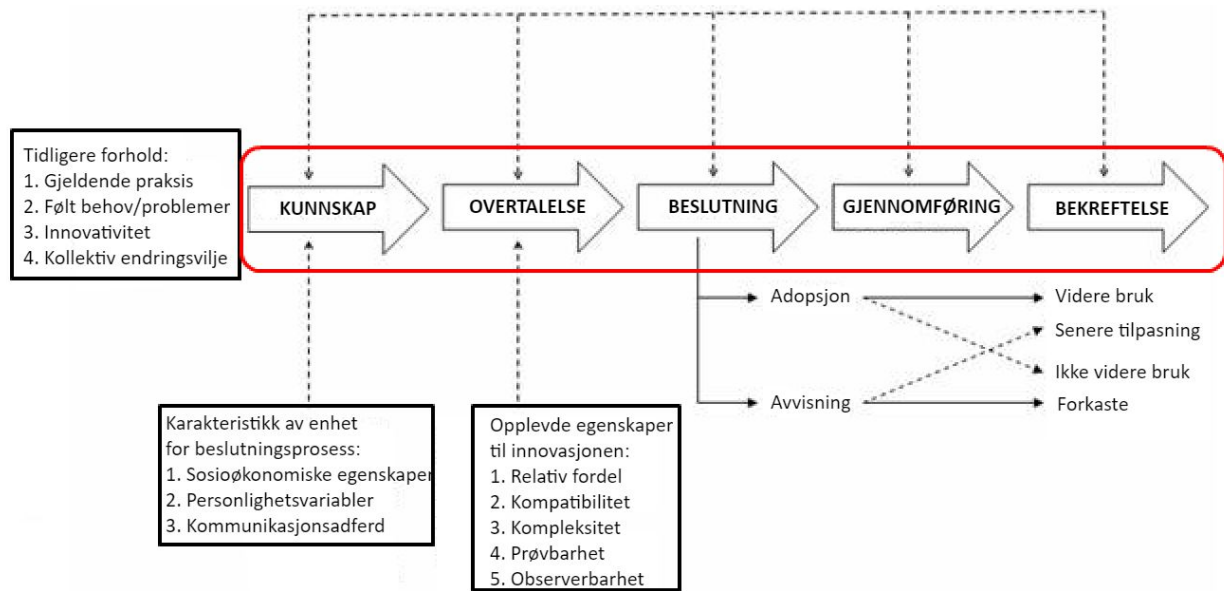 Tidligere forhold:
1. Gjeldende praksis
2. Følt behov/problemer
3. Innovativitet
4. Kollektiv endringsvilje
KUNNSKAP
OVERTALELSE
BESLUTNING
GJENNOMFØRING
BEKREFTELSE
Adopsjon
Avvisning
Videre bruk
Senere tilpasning
Ikke videre bruk
Forkaste
Karakteristikk av enhet
for beslutningsprosess:
1. Sosioøkonomiske egenskaper
2. Personlighetsvariabler
3. Kommunikasjonsadferd
Opplevde egenskaper
til innovasjonen:
1. Relativ fordel
2. Kompatibilitet
3. Kompleksitet
4. Prøvbarhet
5. Observerbarhet